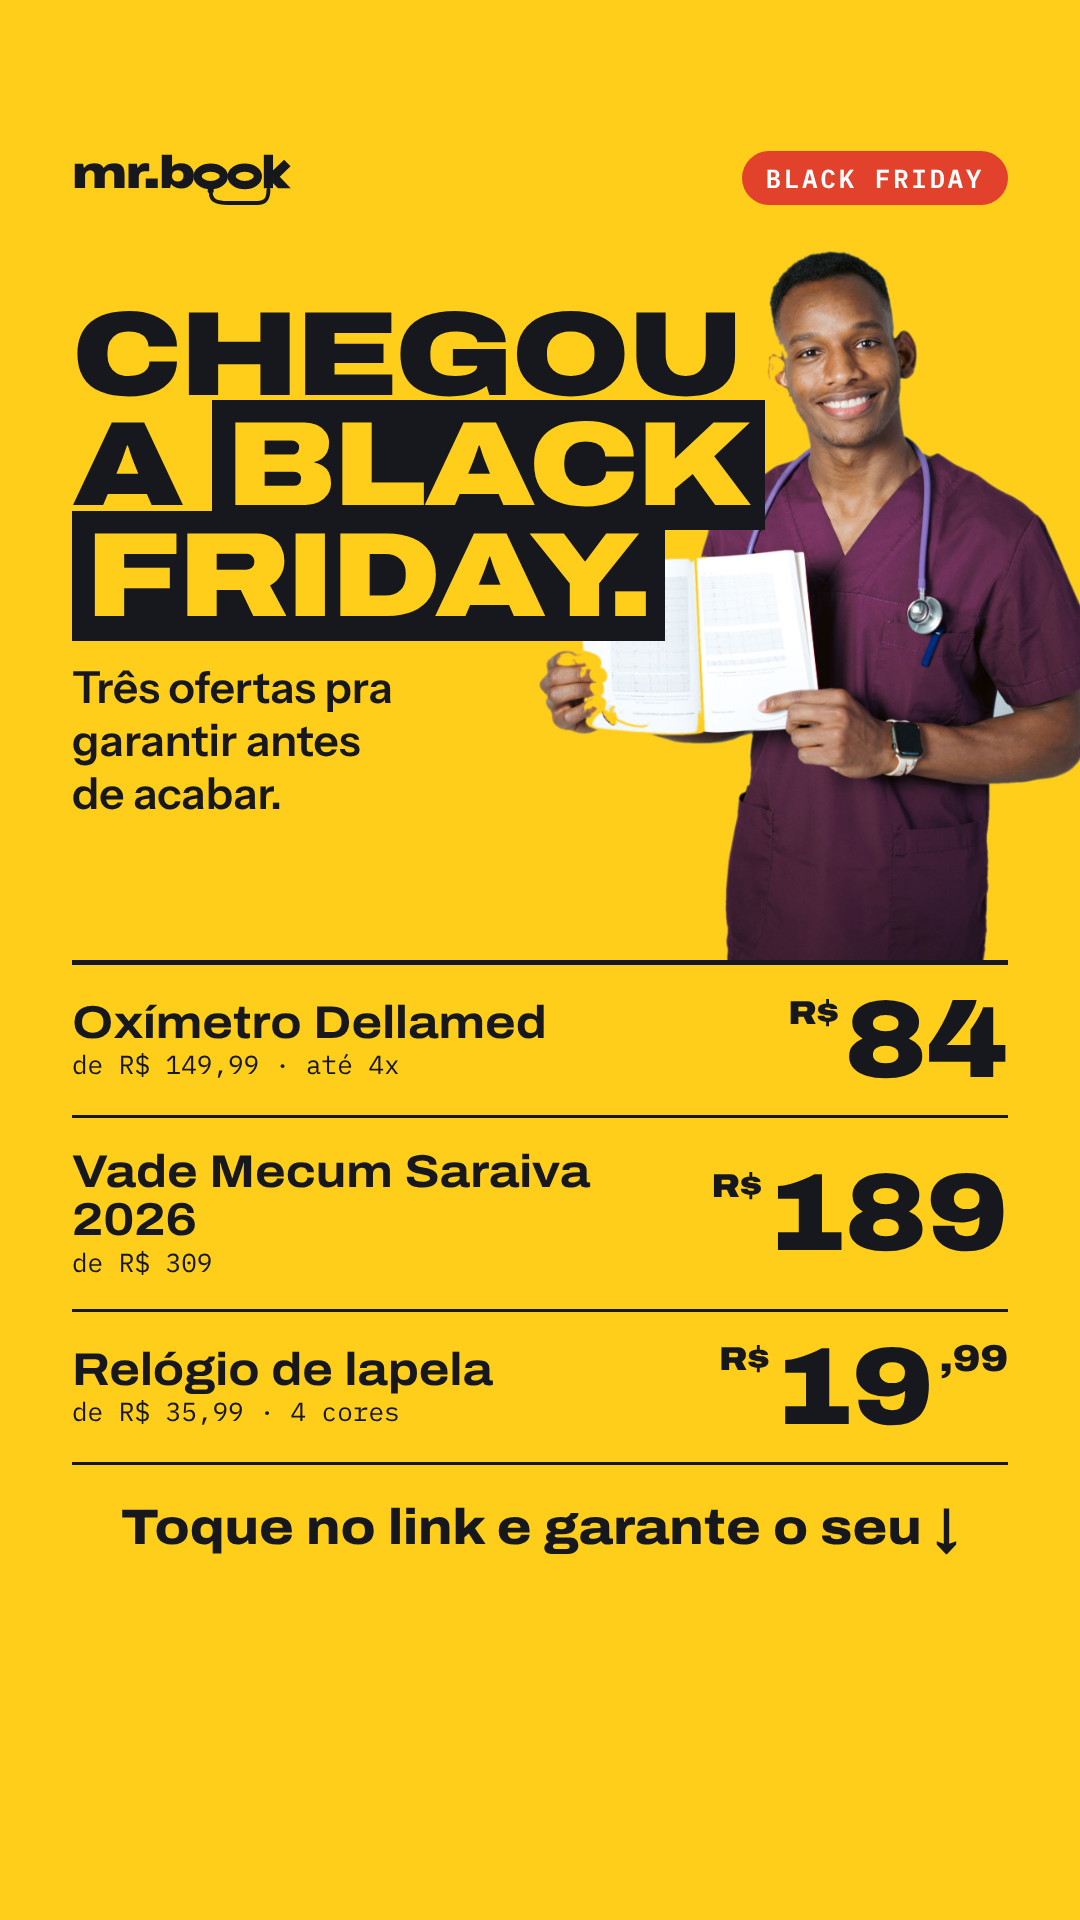 mr.book
BLACK FRIDAY
CHEGOU
A BLACK
FRIDAY.
Três ofertas pra
garantir antes
de acabar.
Oxímetro Dellamed
de R$ 149,99 · até 4x
R$ 84
Vade Mecum Saraiva
2026
de R$ 309
R$ 189
Relógio de lapela
de R$ 35,99 · 4 cores
R$ 19,99
Toque no link e garante o seu ↓